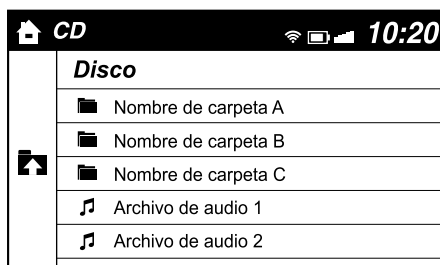 CD 10:20
Disco
Nombre de carpeta A
Nombre de carpeta B
Nombre de carpeta C
Archivo de audio 1
Archivo de audio 2